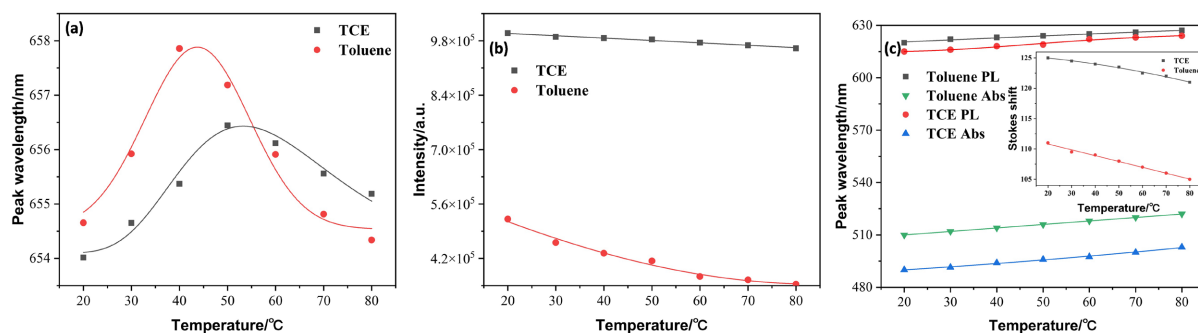 (a)
TCE
Toluene
658
657
656
655
654
Peak wavelength/nm
20 30 40 50 60 70 80
Temperature/℃
(b)
TCE
Toluene
9.8×10⁵
8.4×10⁵
7.0×10⁵
5.6×10⁵
4.2×10⁵
Intensity/a.u.
20 30 40 50 60 70 80
Temperature/℃
(c)
Toluene PL
Toluene Abs
TCE PL
TCE Abs
630
600
570
540
510
480
Peak wavelength/nm
20 30 40 50 60 70 80
Temperature/℃
TCE
Toluene
125
120
115
110
105
Stokes shift
20 30 40 50 60 70 80
Temperature/℃